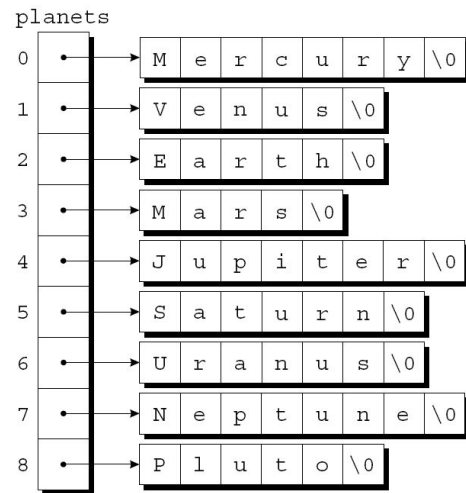 planets
0 M e r c u r y \0
1 V e n u s \0
2 E a r t h \0
3 M a r s \0
4 J u p i t e r \0
5 S a t u r n \0
6 U r a n u s \0
7 N e p t u n e \0
8 P l u t o \0